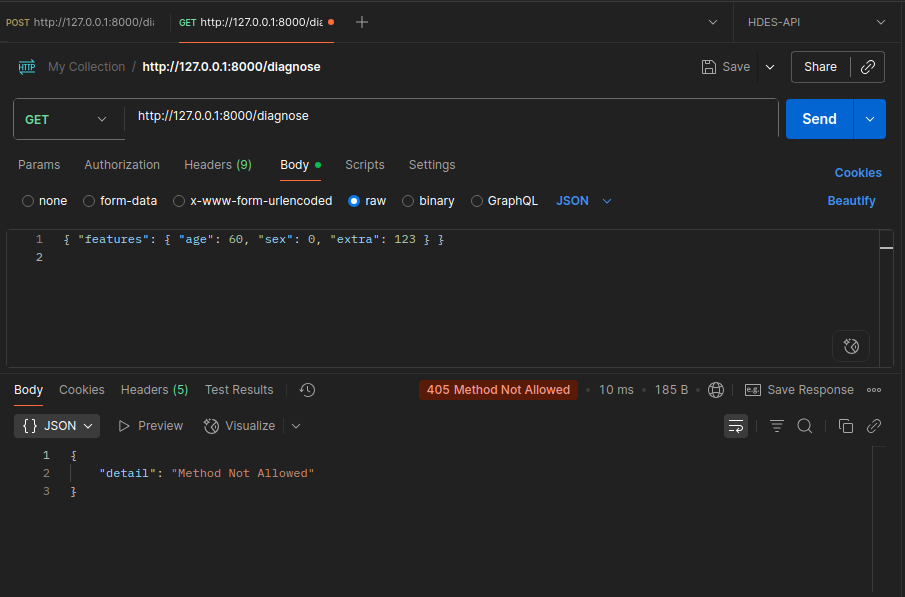 POST http://127.0.0.1:8000/di
GET http://127.0.0.1:8000/dia
HDES-API
HTTP My Collection / http://127.0.0.1:8000/diagnose
Save
Share
GET
http://127.0.0.1:8000/diagnose
Send
Params Authorization Headers (9) Body Scripts Settings
Cookies
none form-data x-www-form-urlencoded raw binary GraphQL JSON
Beautify
1 { "features": { "age": 60, "sex": 0, "extra": 123 } }
2
Body Cookies Headers (5) Test Results
405 Method Not Allowed • 10 ms • 185 B
e.g. Save Response
{} JSON Preview Visualize
1 {
2 "detail": "Method Not Allowed"
3 }